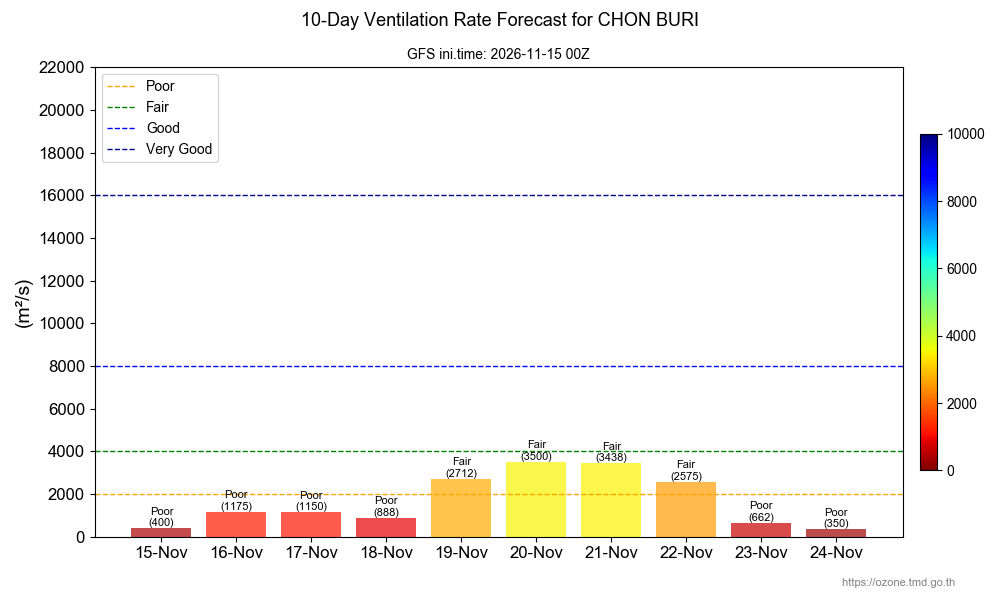 10-Day Ventilation Rate Forecast for CHON BURI
GFS ini.time: 2026-11-15 00Z
(m²/s)
22000
20000
18000
16000
14000
12000
10000
8000
6000
4000
2000
0
Poor
Fair
Good
Very Good
Poor
(400)
Poor
(1175)
Poor
(1150)
Poor
(888)
Fair
(2712)
Fair
(3500)
Fair
(3438)
Fair
(2575)
Poor
(662)
Poor
(350)
15-Nov
16-Nov
17-Nov
18-Nov
19-Nov
20-Nov
21-Nov
22-Nov
23-Nov
24-Nov
10000
8000
6000
4000
2000
0
https://ozone.tmd.go.th